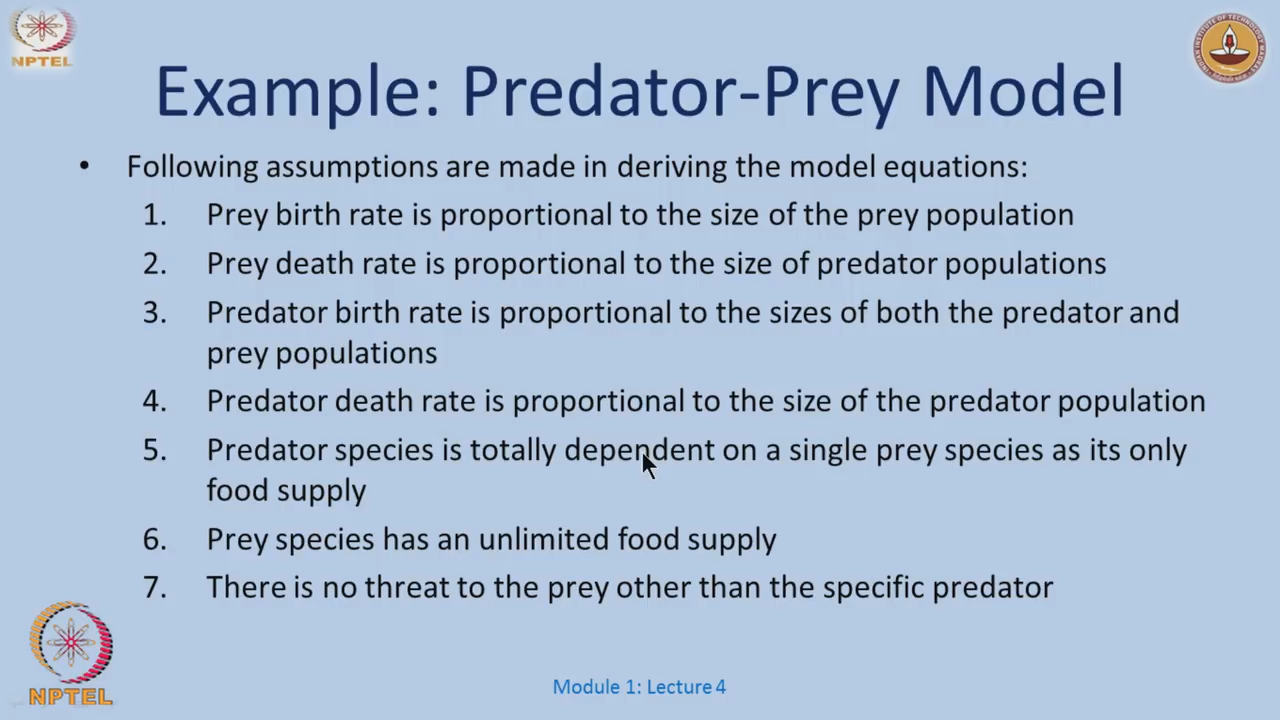 NPTEL
Example: Predator-Prey Model
• Following assumptions are made in deriving the model equations:
1. Prey birth rate is proportional to the size of the prey population
2. Prey death rate is proportional to the size of predator populations
3. Predator birth rate is proportional to the sizes of both the predator and
prey populations
4. Predator death rate is proportional to the size of the predator population
5. Predator species is totally dependent on a single prey species as its only
food supply
6. Prey species has an unlimited food supply
7. There is no threat to the prey other than the specific predator
NPTEL
Module 1: Lecture 4